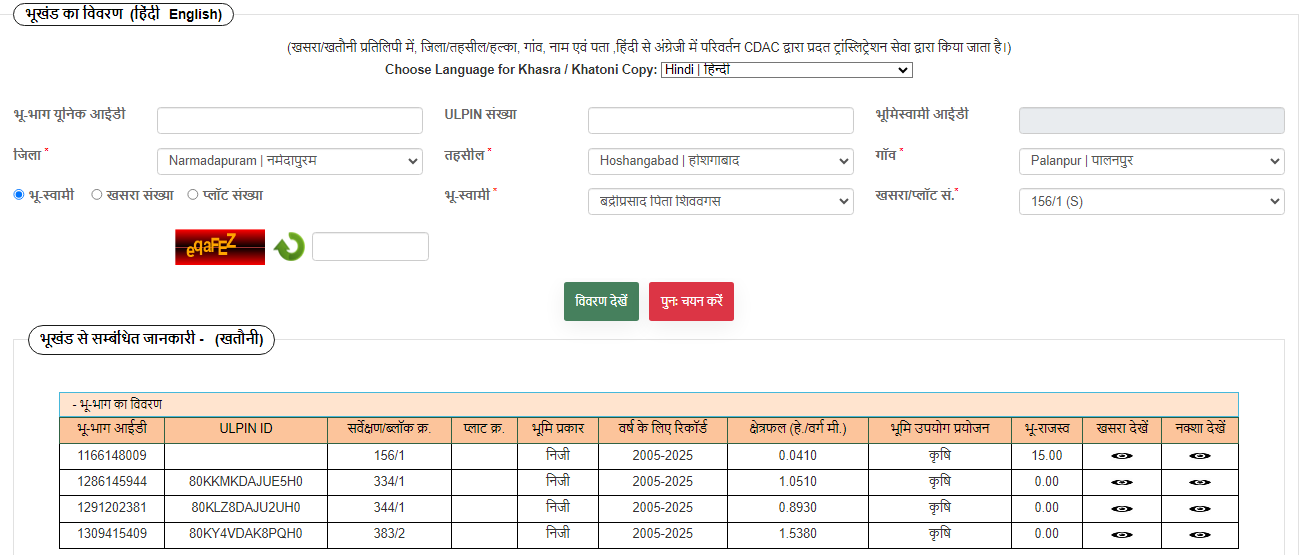 भूखंड का विवरण (हिंदी English)
(खसरा/खतौनी प्रतिलिपी में, जिला/तहसील/हल्का, गांव, नाम एवं पता ,हिंदी से अंग्रेजी में परिवर्तन CDAC द्वारा प्रदत ट्रांस्लिट्रेशन सेवा द्वारा किया जाता है।)
Choose Language for Khasra / Khatoni Copy: Hindi | हिन्दी
भू-भाग यूनिक आईडी ULPIN संख्या भूमिस्वामी आईडी
जिला * Narmadapuram | नर्मदापुरम तहसील * Hoshangabad | होशंगाबाद गॉव * Palanpur | पालनपुर
भू-स्वामी खसरा संख्या प्लॉट संख्या भू-स्वामी * बद्रीप्रसाद पिता शिववगस खसरा/प्लॉट सं.* 156/1 (S)
eqaFEZ
विवरण देखें पुनः चयन करें
भूखंड से सम्बंधित जानकारी - (खतौनी)
- भू-भाग का विवरण
भू-भाग आईडी ULPIN ID सर्वेक्षण/ब्लॉक क्र. प्लाट क्र. भूमि प्रकार वर्ष के लिए रिकॉर्ड क्षेत्रफल (हे./वर्ग मी.) भूमि उपयोग प्रयोजन भू-राजस्व खसरा देखें नक्शा देखें
1166148009 156/1 निजी 2005-2025 0.0410 कृषि 15.00
1286145944 80KKMKDAJUE5H0 334/1 निजी 2005-2025 1.0510 कृषि 0.00
1291202381 80KLZ8DAJU2UH0 344/1 निजी 2005-2025 0.8930 कृषि 0.00
1309415409 80KY4VDAK8PQH0 383/2 निजी 2005-2025 1.5380 कृषि 0.00